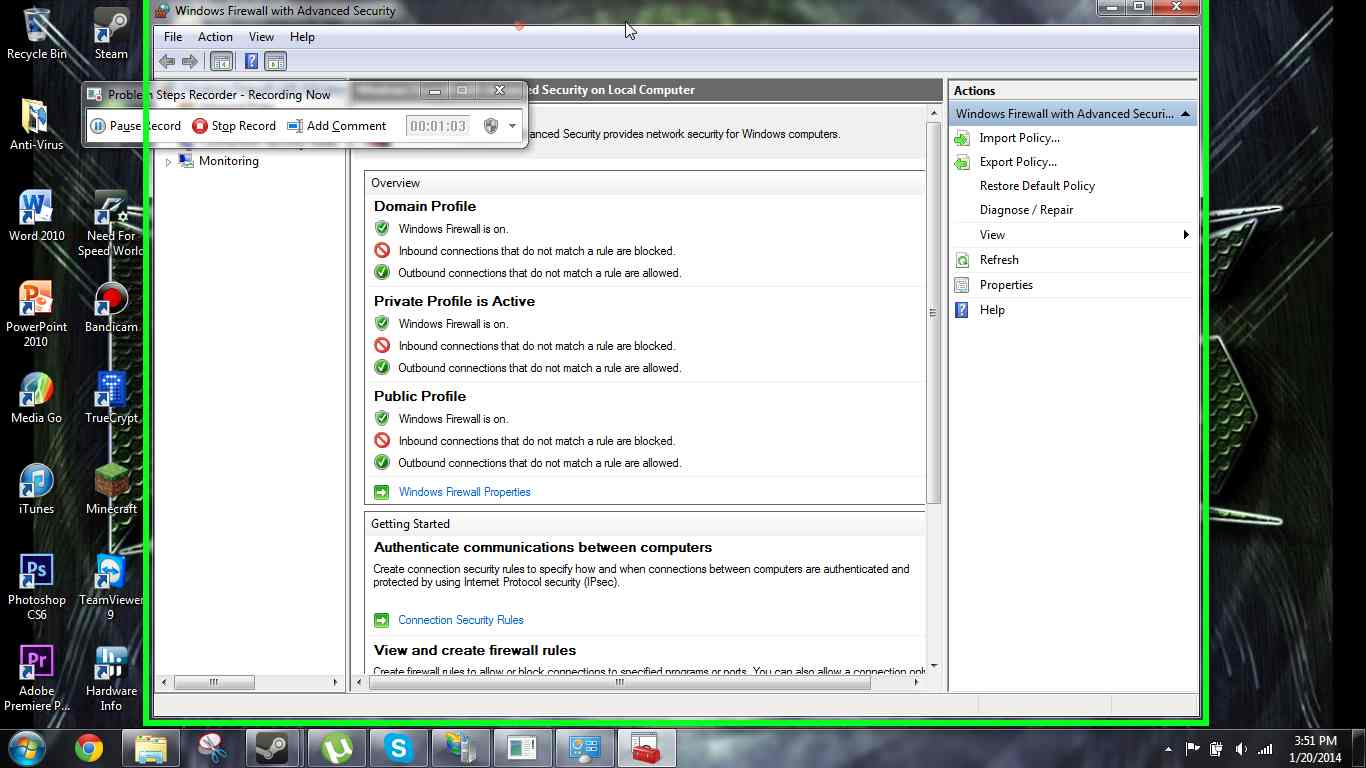 Windows Firewall with Advanced Security
File Action View Help
Problem Steps Recorder - Recording Now
Pause Record Stop Record Add Comment 00:01:03
d Security on Local Computer
anced Security provides network security for Windows computers.
Monitoring
Overview
Domain Profile
Windows Firewall is on.
Inbound connections that do not match a rule are blocked.
Outbound connections that do not match a rule are allowed.
Private Profile is Active
Windows Firewall is on.
Inbound connections that do not match a rule are blocked.
Outbound connections that do not match a rule are allowed.
Public Profile
Windows Firewall is on.
Inbound connections that do not match a rule are blocked.
Outbound connections that do not match a rule are allowed.
Windows Firewall Properties
Getting Started
Authenticate communications between computers
Create connection security rules to specify how and when connections between computers are authenticated and
protected by using Internet Protocol security (IPsec).
Connection Security Rules
View and create firewall rules
Create firewall rules to allow or block connections to specified programs or ports. You can also allow a connection only
Actions
Windows Firewall with Advanced Securi...
Import Policy...
Export Policy...
Restore Default Policy
Diagnose / Repair
View
Refresh
Properties
Help
Recycle Bin
Steam
Anti-Virus
Word 2010
Need For
Speed World
PowerPoint
2010
Bandicam
Media Go
TrueCrypt
iTunes
Minecraft
Photoshop
CS6
TeamViewer
9
Adobe
Premiere P...
Hardware
Info
3:51 PM
1/20/2014